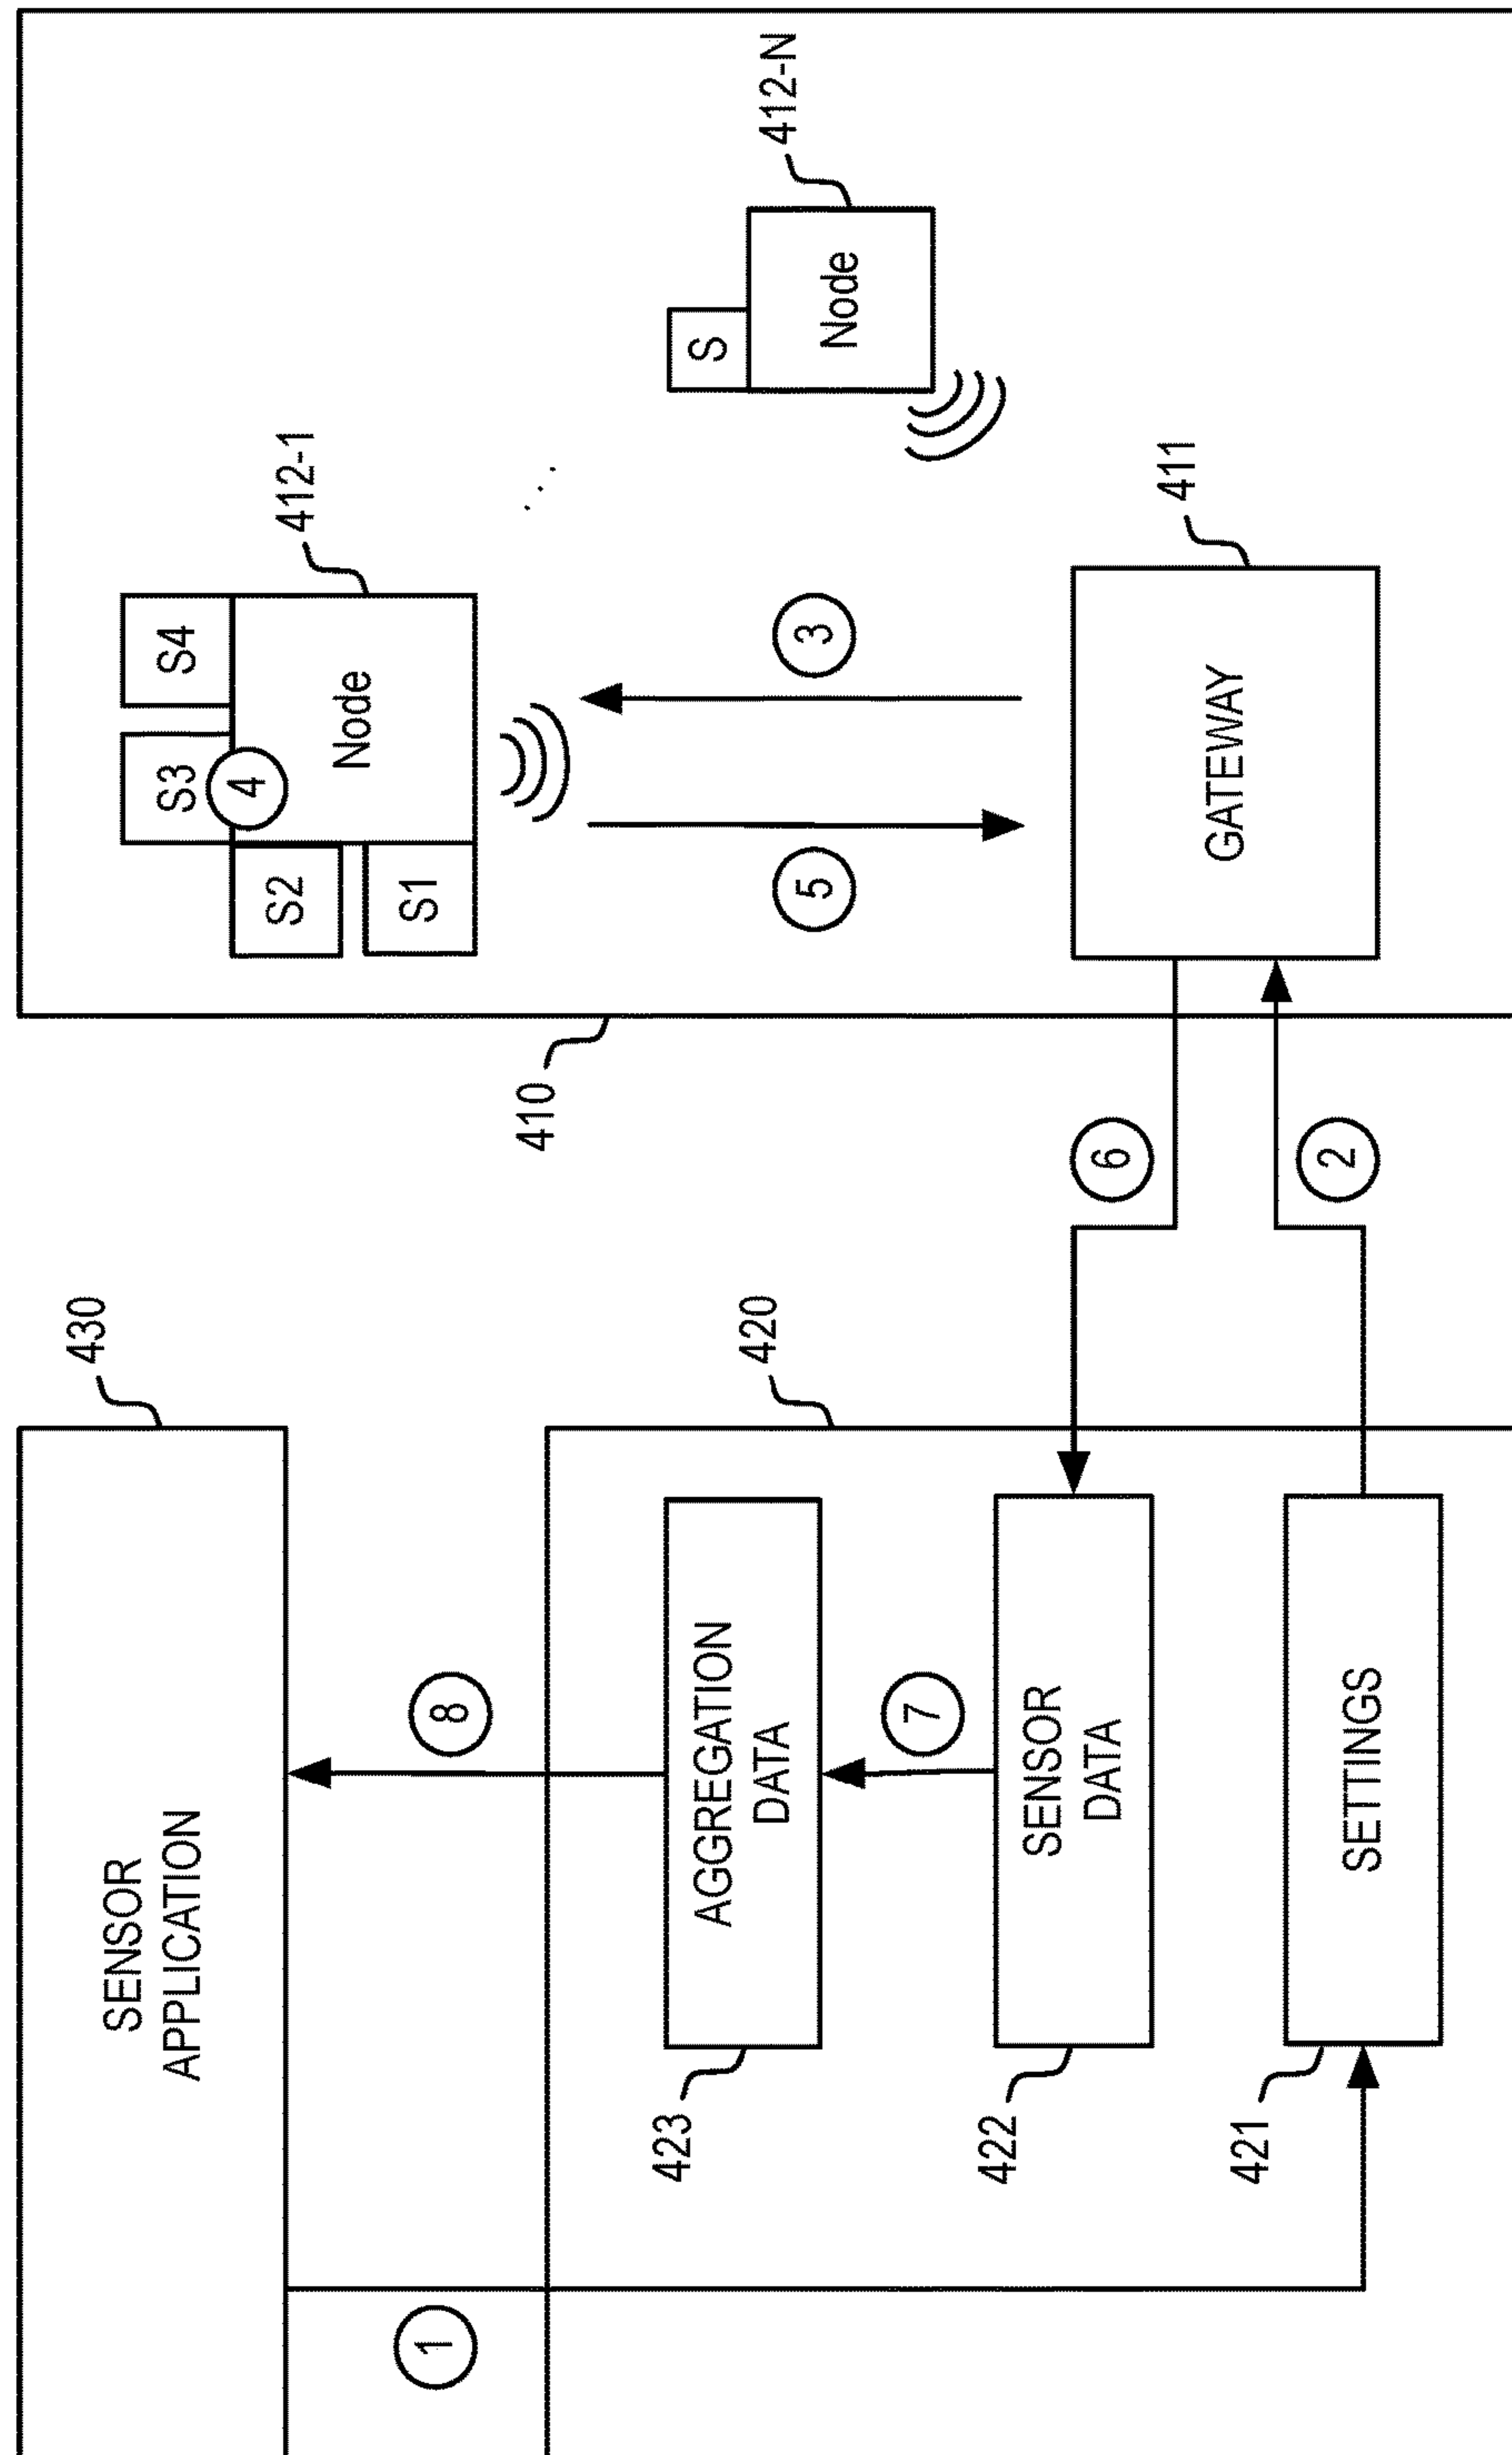 SENSOR
APPLICATION
430
1
8
420
AGGREGATION
DATA
423
7
SENSOR
DATA
422
SETTINGS
421
6
2
410
S4
S3
4
S2
S1
Node
412-1
...
S
Node
412-N
3
5
GATEWAY
411